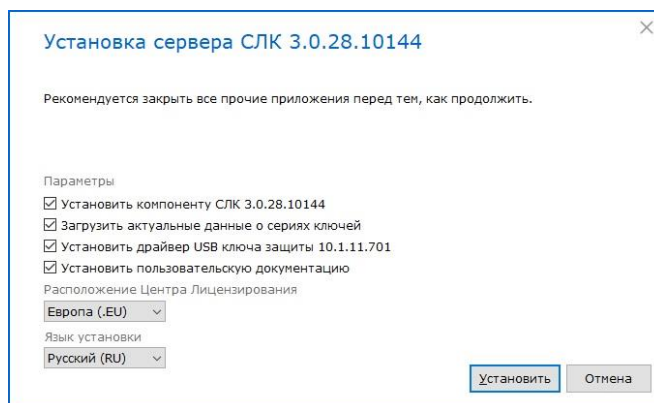 Установка сервера СЛК 3.0.28.10144
Рекомендуется закрыть все прочие приложения перед тем, как продолжить.
Параметры
Установить компоненту СЛК 3.0.28.10144
Загрузить актуальные данные о сериях ключей
Установить драйвер USB ключа защиты 10.1.11.701
Установить пользовательскую документацию
Расположение Центра Лицензирования
Европа (.EU)
Язык установки
Русский (RU)
Установить Отмена